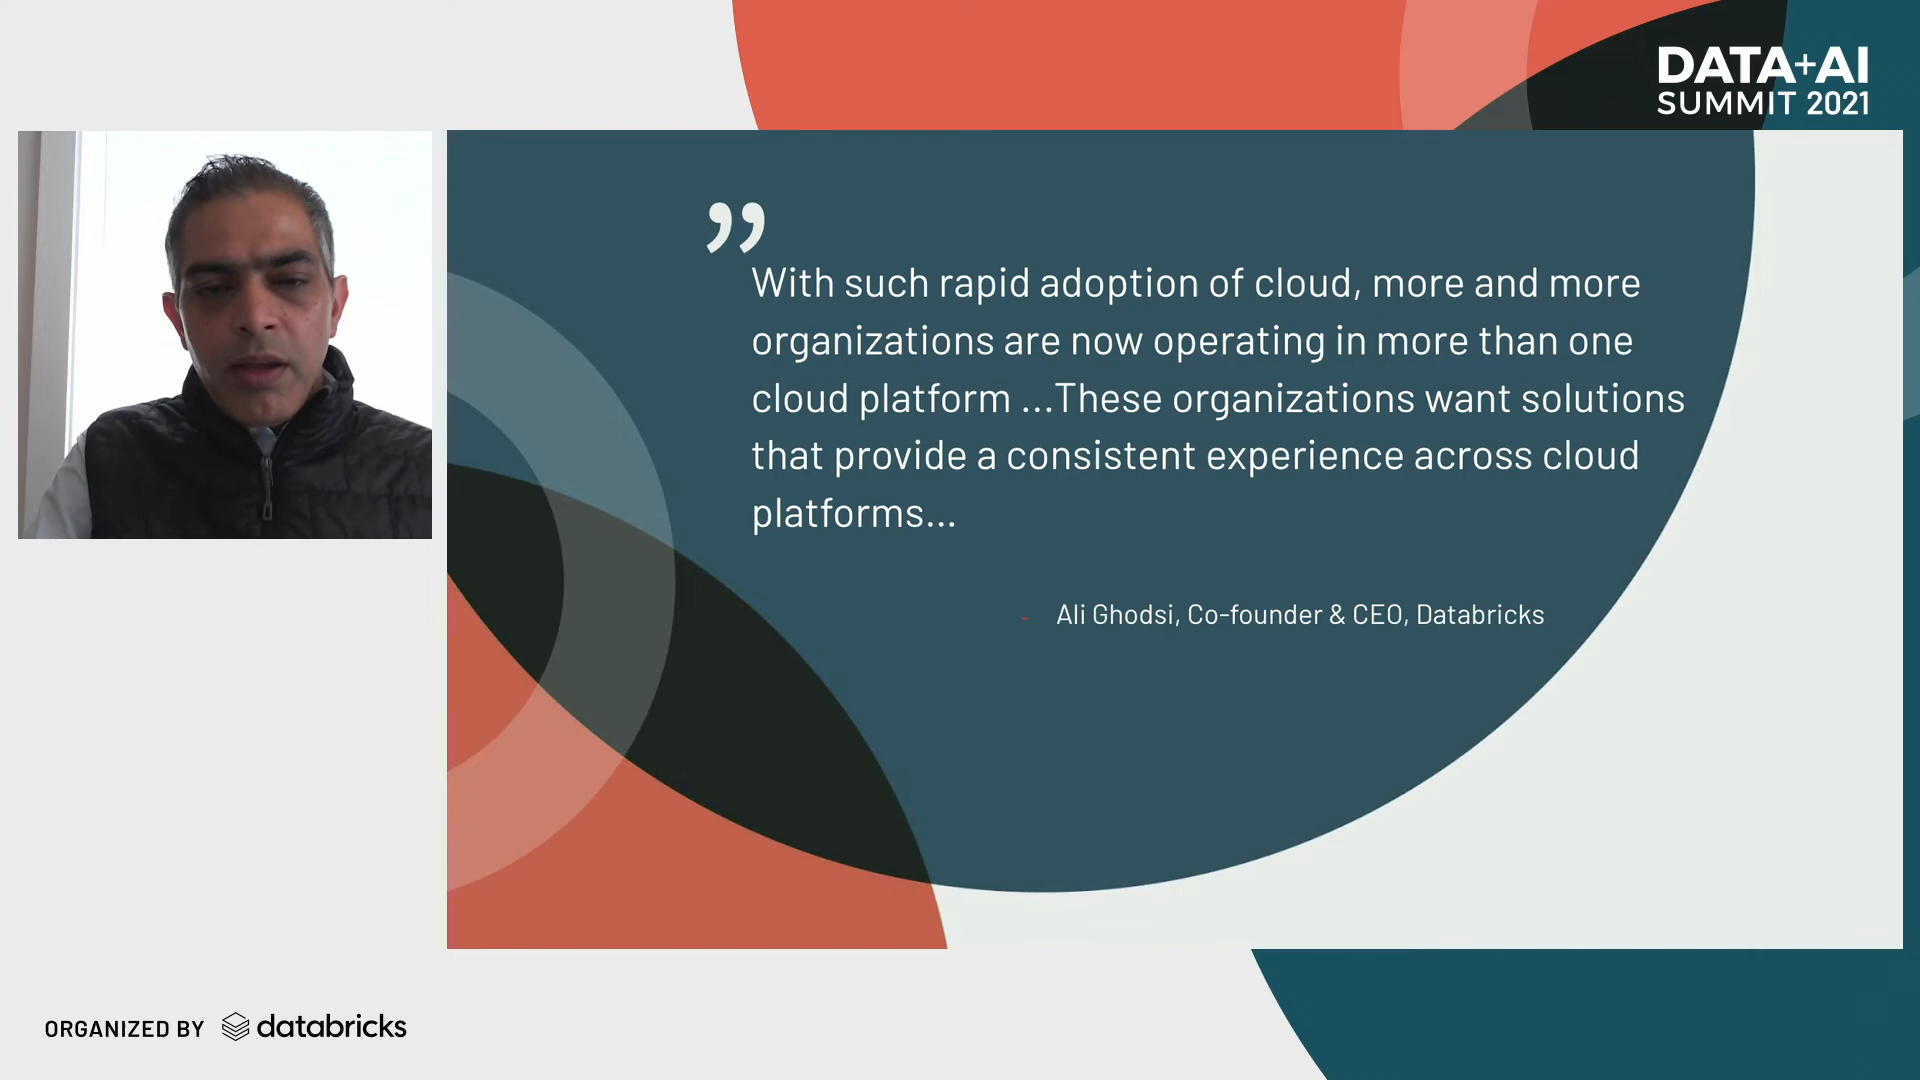 DATA+AI
SUMMIT 2021
”
With such rapid adoption of cloud, more and more
organizations are now operating in more than one
cloud platform ...These organizations want solutions
that provide a consistent experience across cloud
platforms...
- Ali Ghodsi, Co-founder & CEO, Databricks
ORGANIZED BY databricks